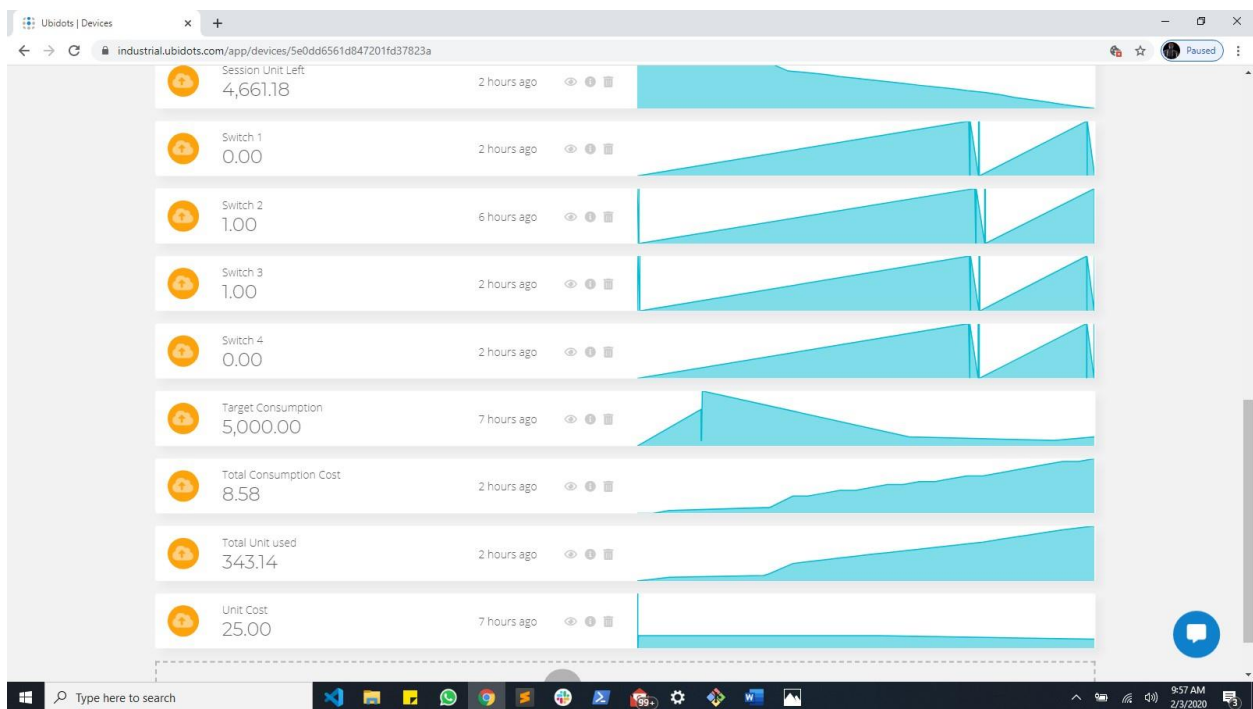 Ubidots | Devices
industrial.ubidots.com/app/devices/5e0dd6561d847201fd37823a
Paused
Session Unit Left
4,661.18
2 hours ago
Switch 1
0.00
2 hours ago
Switch 2
1.00
6 hours ago
Switch 3
1.00
2 hours ago
Switch 4
0.00
2 hours ago
Target Consumption
5,000.00
7 hours ago
Total Consumption Cost
8.58
2 hours ago
Total Unit used
343.14
2 hours ago
Unit Cost
25.00
7 hours ago
Type here to search
99+
9:57 AM
2/3/2020
3